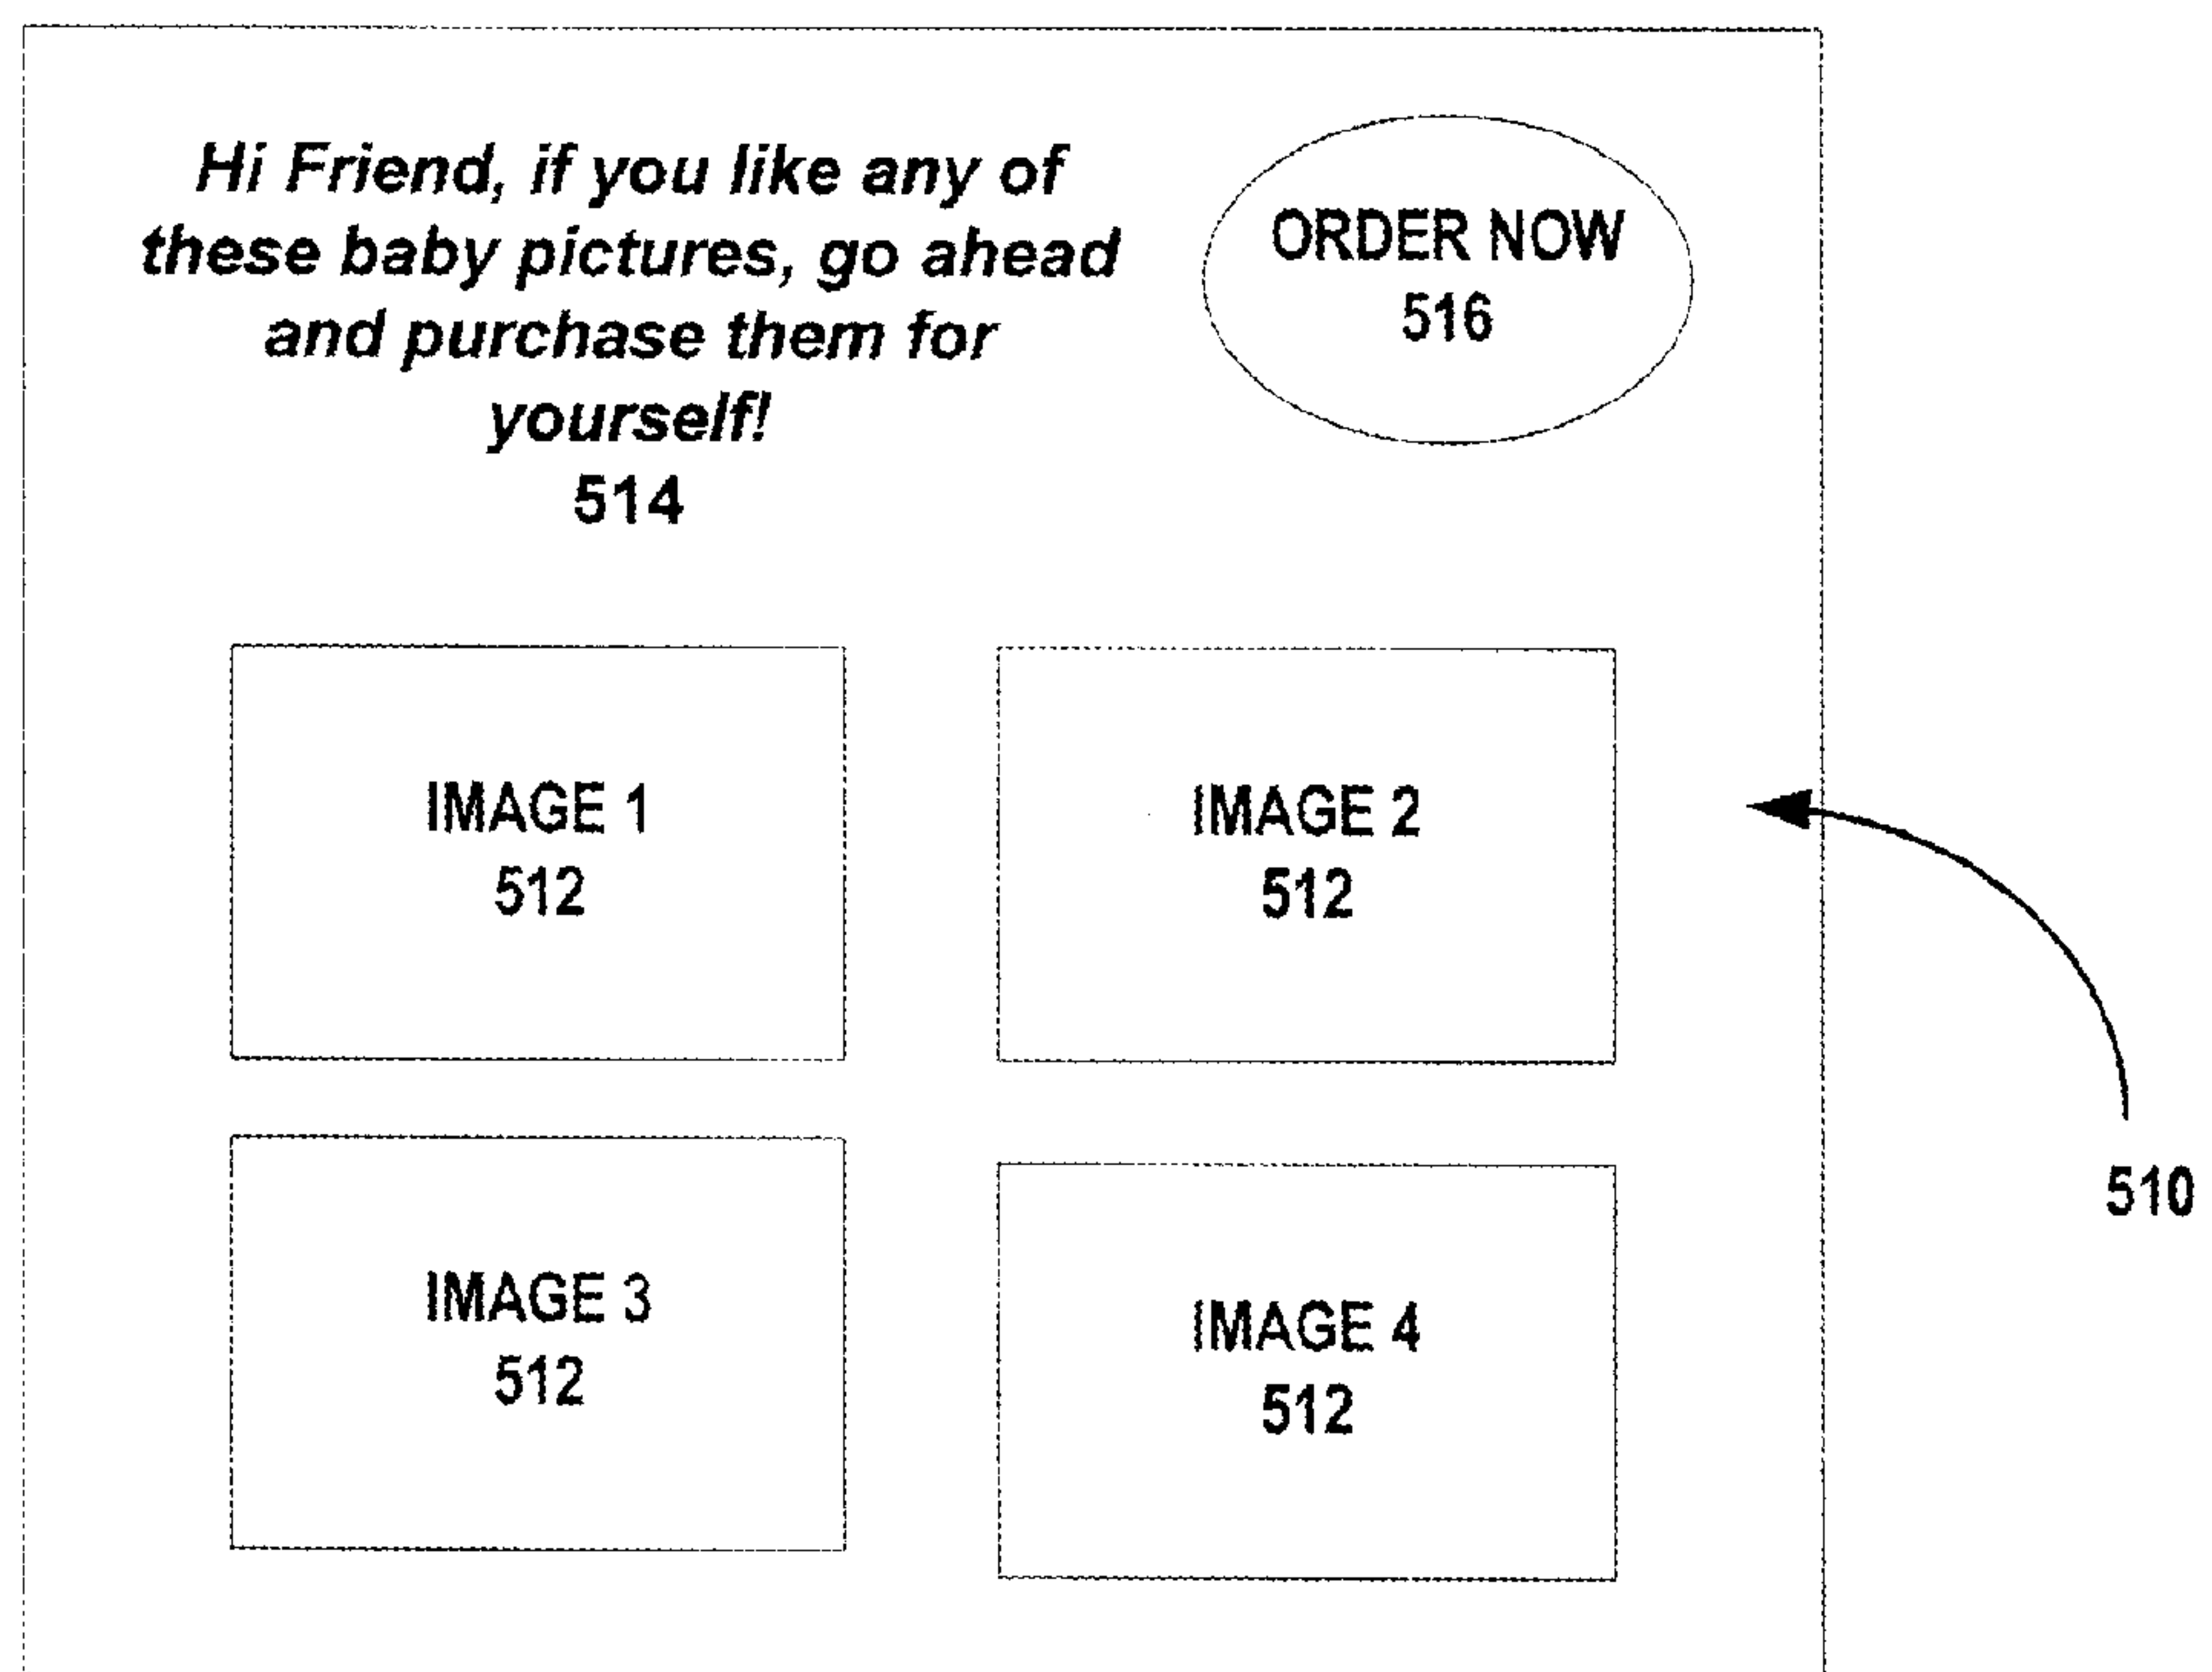 Hi Friend, if you like any of
these baby pictures, go ahead
and purchase them for
yourself!
514
ORDER NOW
516
IMAGE 1
512
IMAGE 2
512
IMAGE 3
512
IMAGE 4
512
510